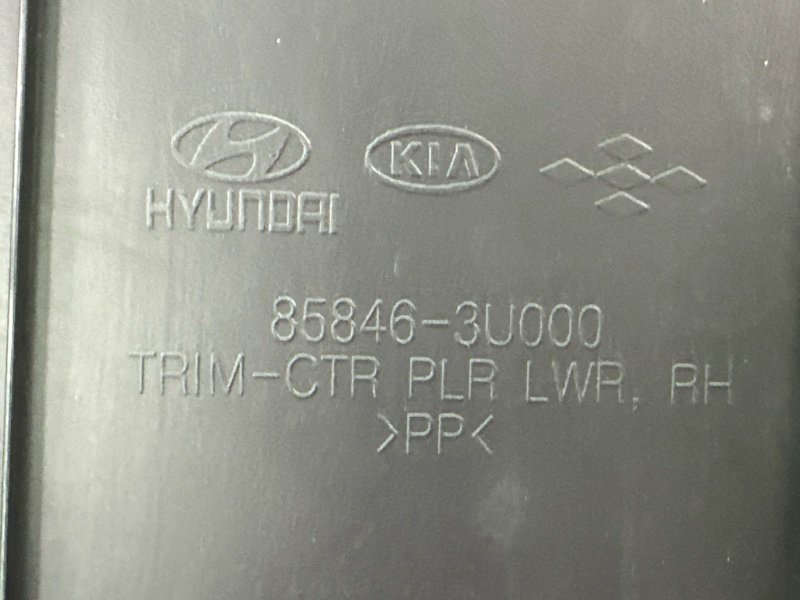 HYUNDAI KIA
85846-3U000
TRIM-CTR PLR LWR, RH
>PP<